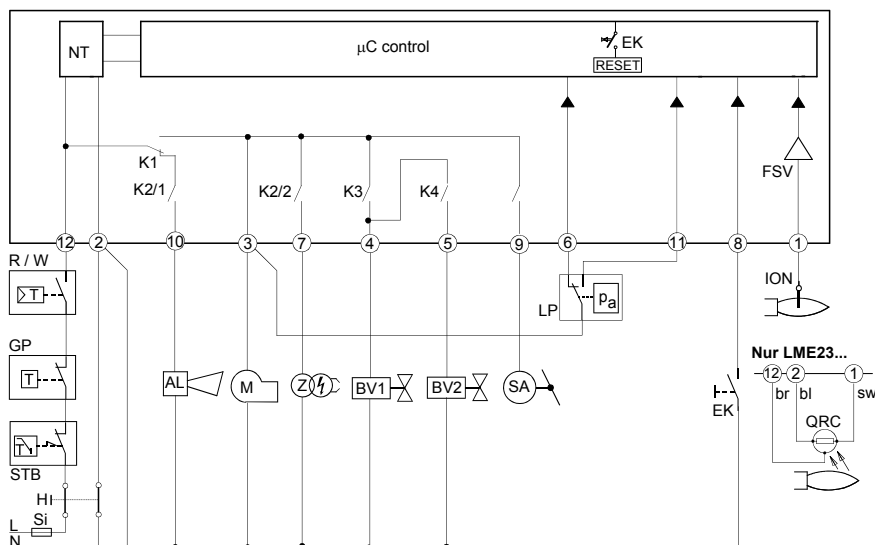 NT
µC control
EK
RESET
FSV
K1
K2/1
K2/2
K3
K4
12
2
10
3
7
4
5
9
6
11
8
1
R / W
T
LP
pa
ION
GP
T
AL
M
Z
BV1
BV2
SA
EK
Nur LME23...
12
2
1
br
bl
sw
QRC
T
STB
H
Si
L
N